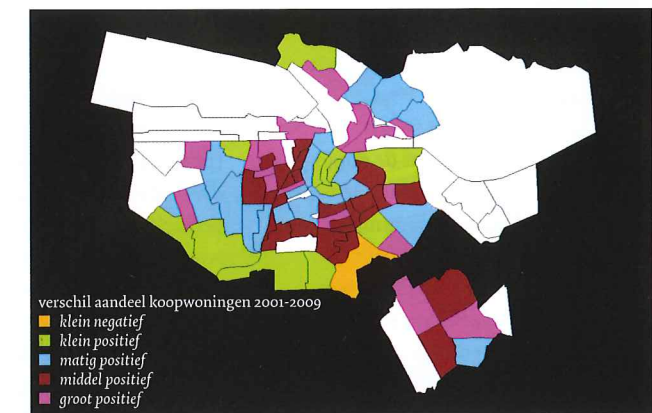 verschil aandeel koopwoningen 2001-2009
klein negatief
klein positief
matig positief
middel positief
groot positief